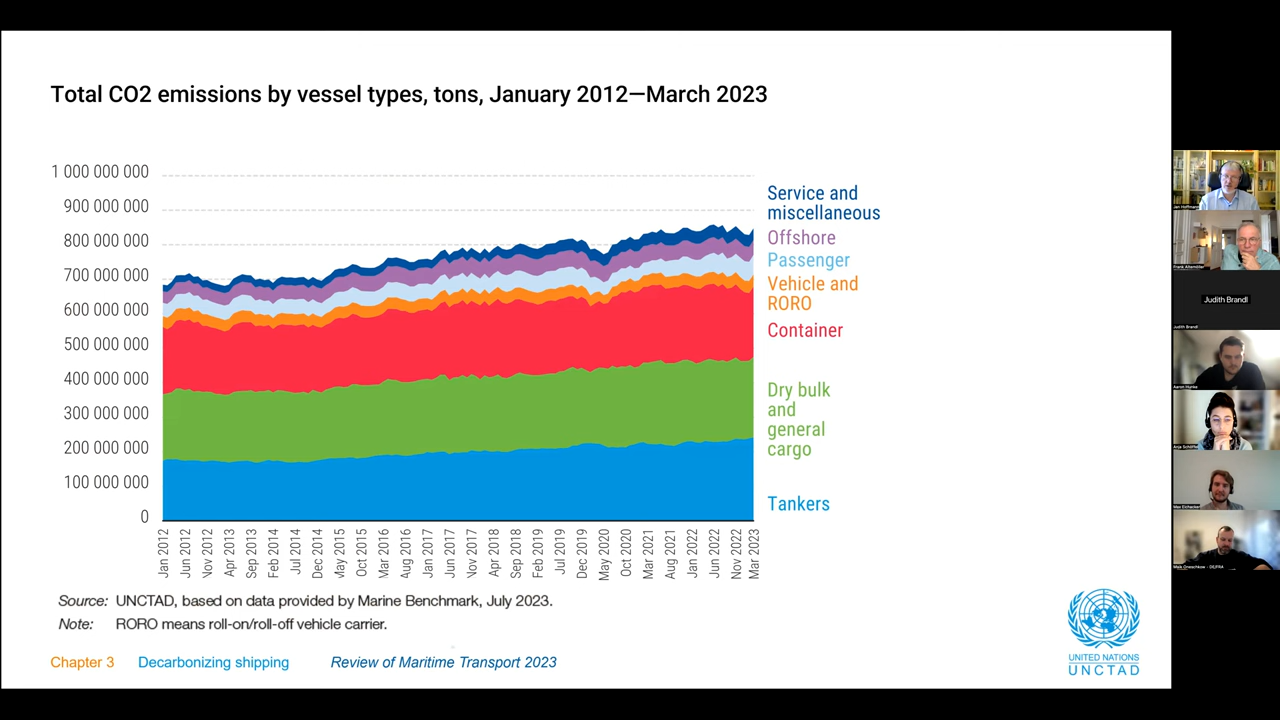 Total CO2 emissions by vessel types, tons, January 2012—March 2023
1 000 000 000
900 000 000
800 000 000
700 000 000
600 000 000
500 000 000
400 000 000
300 000 000
200 000 000
100 000 000
0
Service and
miscellaneous
Offshore
Passenger
Vehicle and
RORO
Container
Dry bulk
and
general
cargo
Tankers
Jan 2012
Jun 2012
Nov 2012
Apr 2013
Sep 2013
Feb 2014
Jul 2014
Dec 2014
May 2015
Oct 2015
Mar 2016
Aug 2016
Jan 2017
Jun 2017
Nov 2017
Apr 2018
Sep 2018
Feb 2019
Jul 2019
Dec 2019
May 2020
Oct 2020
Mar 2021
Aug 2021
Jan 2022
Jun 2022
Nov 2022
Mar 2023
Source: UNCTAD, based on data provided by Marine Benchmark, July 2023.
Note: RORO means roll-on/roll-off vehicle carrier.
Chapter 3 Decarbonizing shipping Review of Maritime Transport 2023
UNITED NATIONS
UNCTAD
Jan Hoffmann
Frank Altemöller
Judith Brandl
Judith Brandl